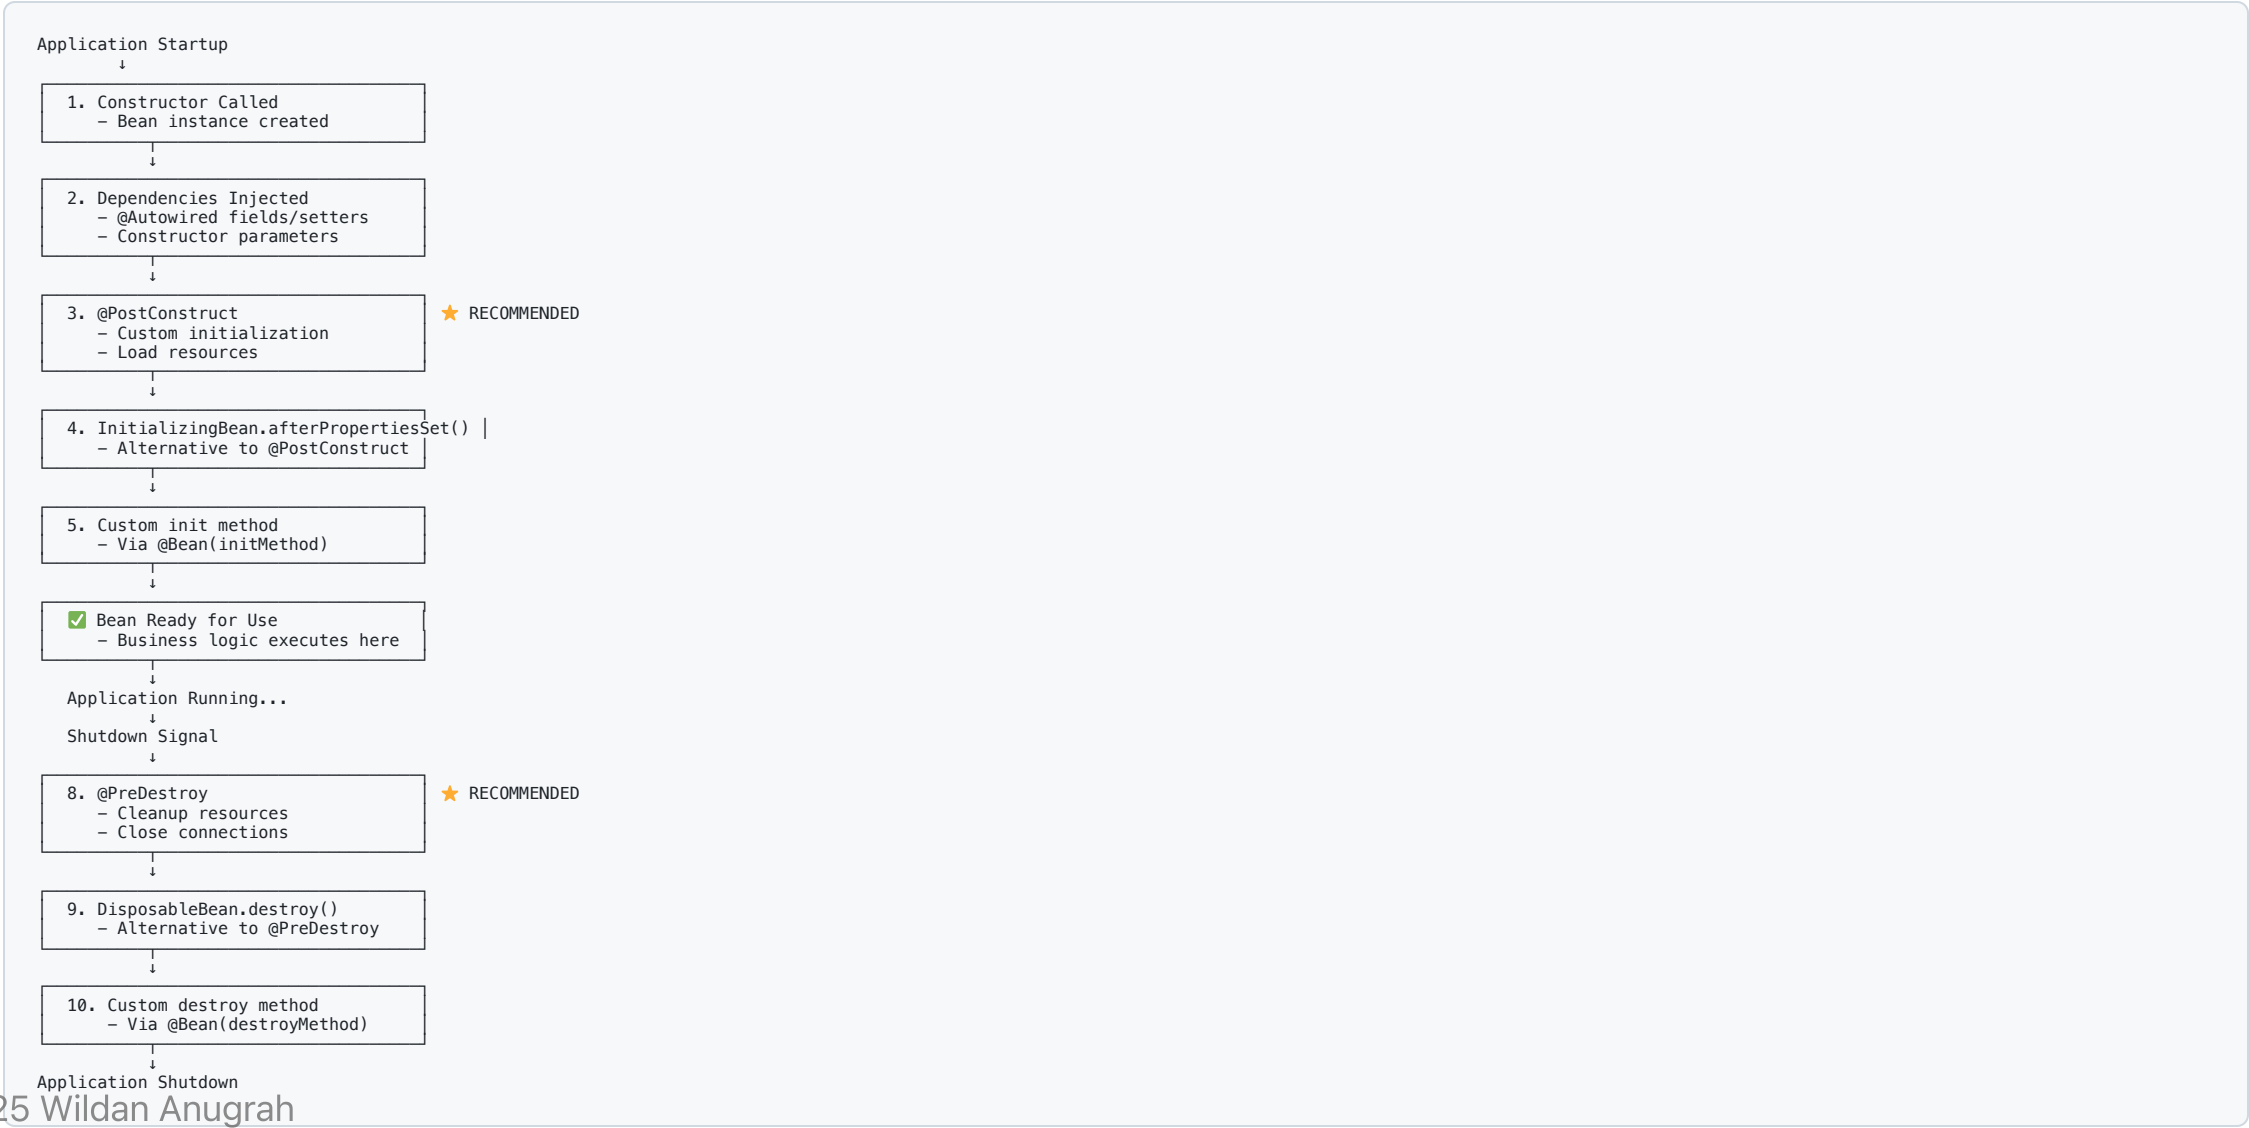 Application Startup
↓
1. Constructor Called
– Bean instance created
↓
2. Dependencies Injected
– @Autowired fields/setters
– Constructor parameters
↓
3. @PostConstruct ⭐ RECOMMENDED
– Custom initialization
– Load resources
↓
4. InitializingBean.afterPropertiesSet() │
– Alternative to @PostConstruct
↓
5. Custom init method
– Via @Bean(initMethod)
↓
✅ Bean Ready for Use
– Business logic executes here
↓
Application Running...
↓
Shutdown Signal
↓
8. @PreDestroy ⭐ RECOMMENDED
– Cleanup resources
– Close connections
↓
9. DisposableBean.destroy()
– Alternative to @PreDestroy
↓
10. Custom destroy method
– Via @Bean(destroyMethod)
↓
Application Shutdown
25 Wildan Anugrah